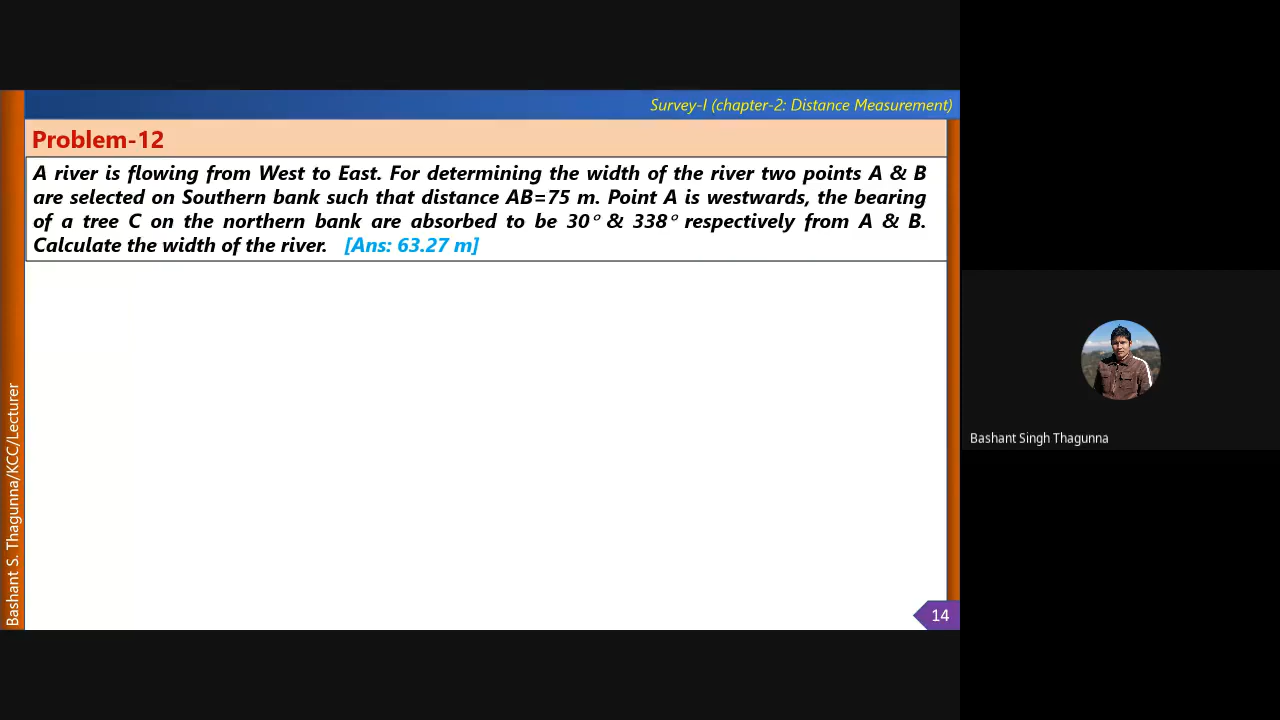 Survey-I (chapter-2: Distance Measurement)
Problem-12
A river is flowing from West to East. For determining the width of the river two points A & B
are selected on Southern bank such that distance AB=75 m. Point A is westwards, the bearing
of a tree C on the northern bank are absorbed to be 30° & 338° respectively from A & B.
Calculate the width of the river. [Ans: 63.27 m]
Bashant S. Thagunna/KCC/Lecturer
14
Bashant Singh Thagunna